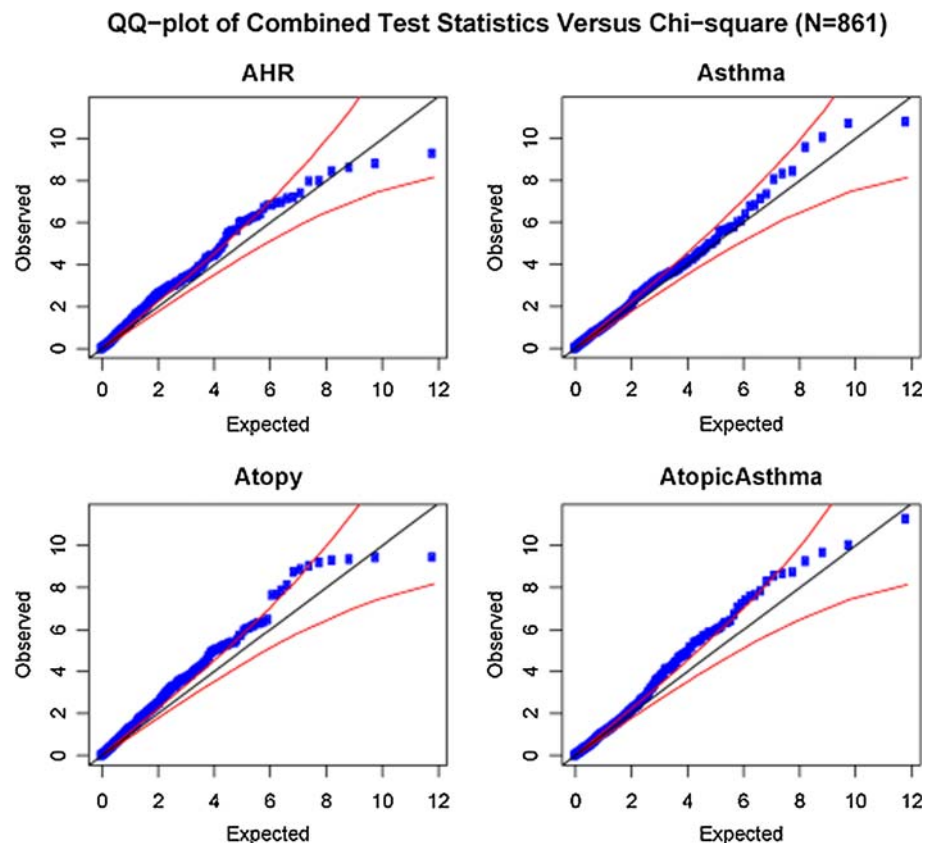 QQ−plot of Combined Test Statistics Versus Chi−square (N=861)
AHR
Asthma
Observed
0 2 4 6 8 10
0 2 4 6 8 10 12
Expected
Observed
0 2 4 6 8 10
0 2 4 6 8 10 12
Expected
Atopy
AtopicAsthma
Observed
0 2 4 6 8 10
0 2 4 6 8 10 12
Expected
Observed
0 2 4 6 8 10
0 2 4 6 8 10 12
Expected